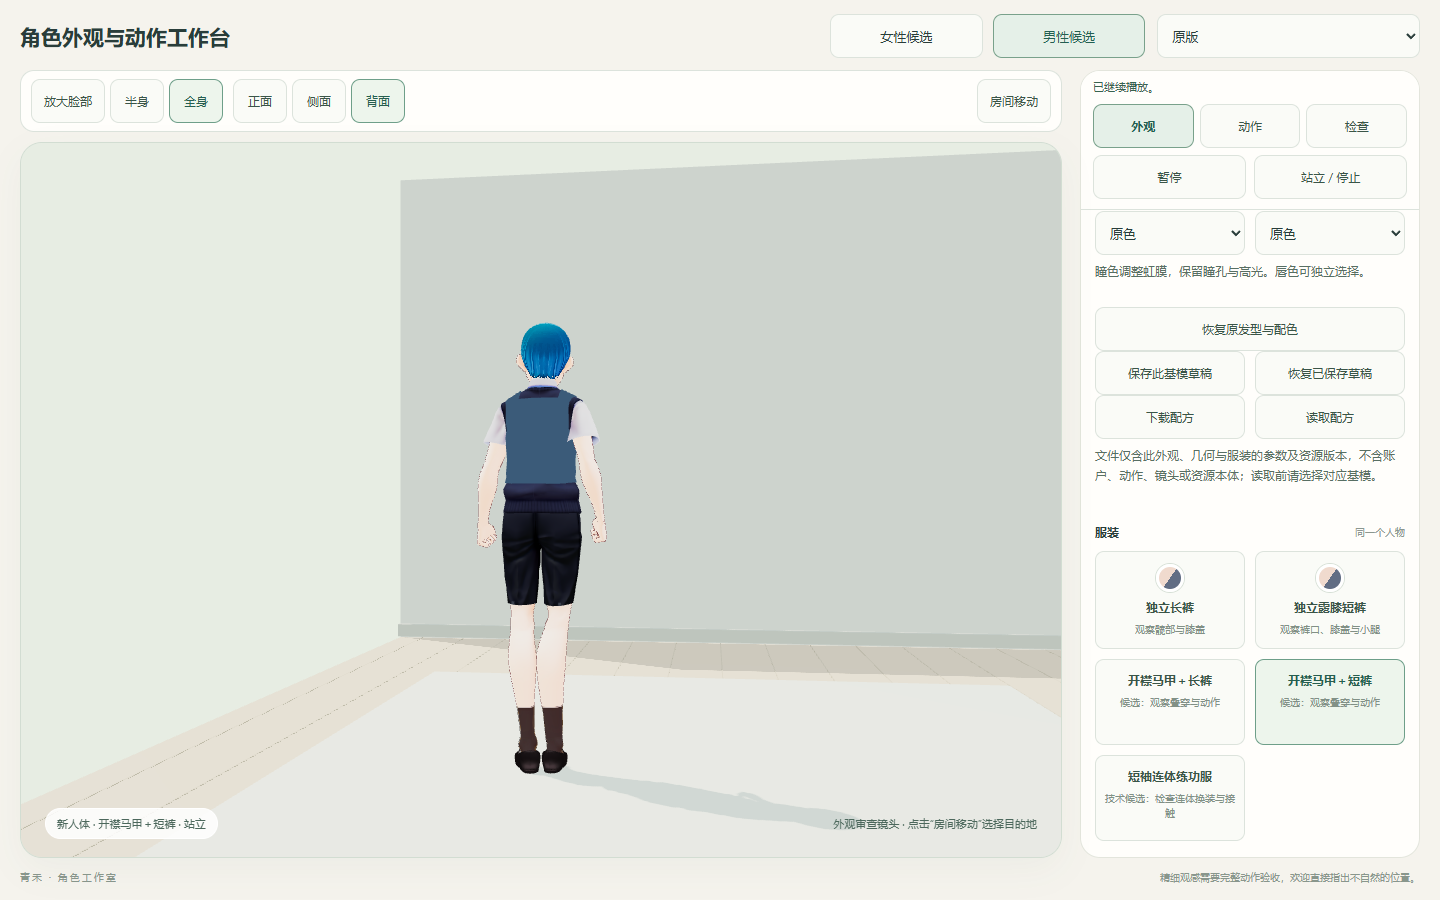 角色外观与动作工作台
女性候选
男性候选
原版
放大脸部
半身
全身
正面
侧面
背面
房间移动
已继续播放。
外观
动作
检查
暂停
站立 / 停止
原色
原色
瞳色调整虹膜，保留瞳孔与高光。唇色可独立选择。
恢复原发型与配色
保存此基模草稿
恢复已保存草稿
下载配方
读取配方
文件仅含此外观、几何与服装的参数及资源版本，不含账
户、动作、镜头或资源本体；读取前请选择对应基模。
服装
同一个人物
独立长裤
观察髋部与膝盖
独立露膝短裤
观察裤口、膝盖与小腿
开襟马甲 + 长裤
候选：观察叠穿与动作
开襟马甲 + 短裤
候选：观察叠穿与动作
短袖连体练功服
技术候选：检查连体换装与接
触
新人体 · 开襟马甲 + 短裤 · 站立
外观审查镜头 · 点击“房间移动”选择目的地
青禾 · 角色工作室
精细观感需要完整动作验收，欢迎直接指出不自然的位置。